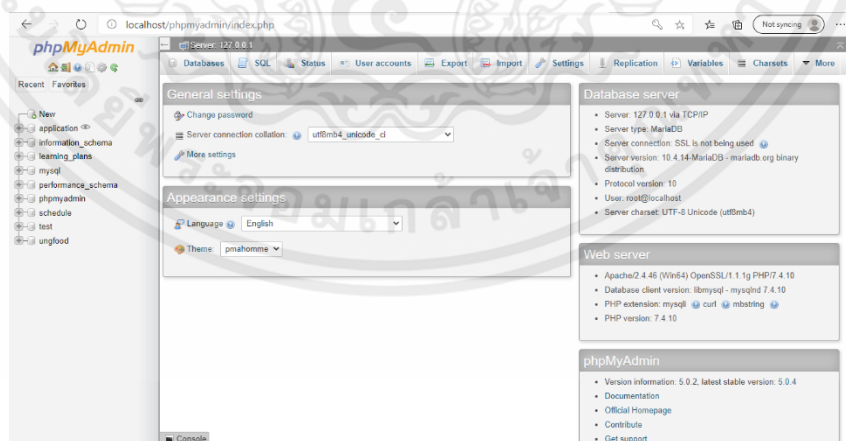 localhost/phpmyadmin/index.php
Not syncing
phpMyAdmin
Recent Favorites
New
application
information_schema
learning_plans
mysql
performance_schema
phpmyadmin
schedule
test
ungfood
Server: 127.0.0.1
Databases SQL Status User accounts Export Import Settings Replication Variables Charsets More
General settings
Change password
Server connection collation: utf8mb4_unicode_ci
More settings
Appearance settings
Language English
Theme: pmahomme
Database server
Server: 127.0.0.1 via TCP/IP
Server type: MariaDB
Server connection: SSL is not being used
Server version: 10.4.14-MariaDB - mariadb.org binary
distribution
Protocol version: 10
User: root@localhost
Server charset: UTF-8 Unicode (utf8mb4)
Web server
Apache/2.4.46 (Win64) OpenSSL/1.1.1g PHP/7.4.10
Database client version: libmysql - mysqlnd 7.4.10
PHP extension: mysqli curl mbstring
PHP version: 7.4.10
phpMyAdmin
Version information: 5.0.2, latest stable version: 5.0.4
Documentation
Official Homepage
Contribute
Get support
Console